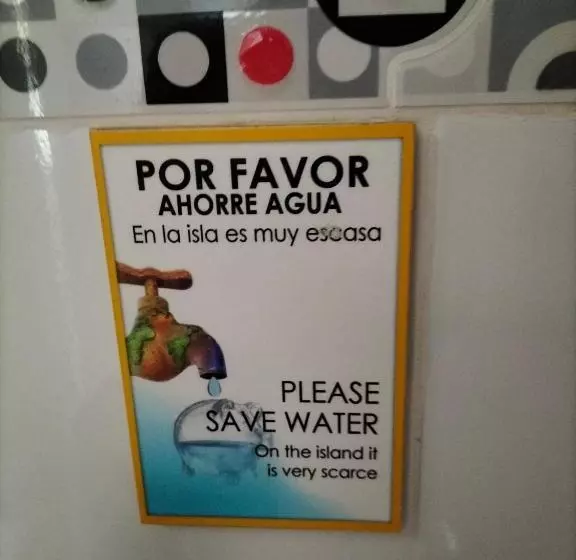 POR FAVOR
AHORRE AGUA
En la isla es muy escasa
PLEASE
SAVE WATER
On the island it
is very scarce